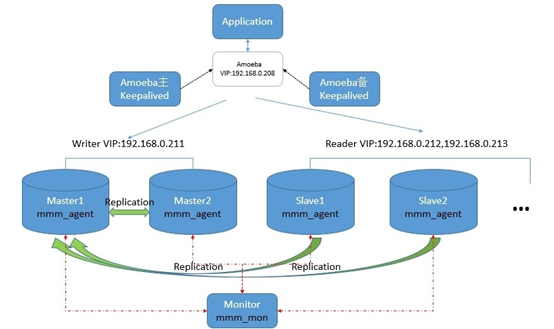 Application
Amoeba
VIP:192.168.0.208
Amoeba主
Keepalived
Amoeba备
Keepalived
Writer VIP:192.168.0.211
Reader VIP:192.168.0.212,192.168.0.213
Master1
mmm_agent
Replication
Master2
mmm_agent
Slave1
mmm_agent
Slave2
mmm_agent
...
Replication
Replication
Monitor
mmm_mon